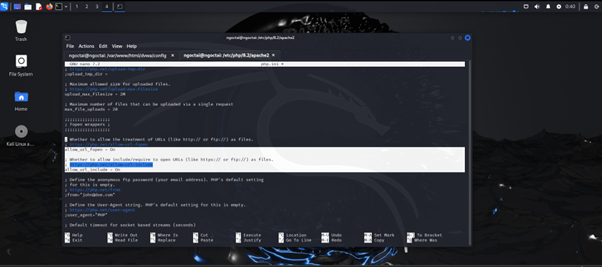 1 2 3 4
0:40
Trash
File System
Home
Kali Linux a...
ngoctai@ngoctai: /etc/php/8.2/apache2
File Actions Edit View Help
ngoctai@ngoctai: /var/www/html/dvwa/config
ngoctai@ngoctai: /etc/php/8.2/apache2
GNU nano 7.2
php.ini *
;upload_tmp_dir =
; Maximum allowed size for uploaded files.
; https://php.net/upload-max-filesize
upload_max_filesize = 2M
; Maximum number of files that can be uploaded via a single request
max_file_uploads = 20
;;;;;;;;;;;;;;;;;;
; Fopen wrappers ;
;;;;;;;;;;;;;;;;;;
; Whether to allow the treatment of URLs (like http:// or ftp://) as files.
; https://php.net/allow-url-fopen
allow_url_fopen = On
; Whether to allow include/require to open URLs (like https:// or ftp://) as files.
; https://php.net/allow-url-include
allow_url_include = On
; Define the anonymous ftp password (your email address). PHP's default setting
; for this is empty.
; https://php.net/from
;from="john@doe.com"
; Define the User-Agent string. PHP's default setting for this is empty.
; https://php.net/user-agent
;user_agent="PHP"
; Default timeout for socket based streams (seconds)
^G Help ^O Write Out ^W Where Is ^K Cut ^T Execute ^C Location M-U Undo M-A Set Mark M-] To Bracket
^X Exit ^R Read File ^\ Replace ^U Paste ^J Justify ^/ Go To Line M-E Redo M-6 Copy ^Q Where Was